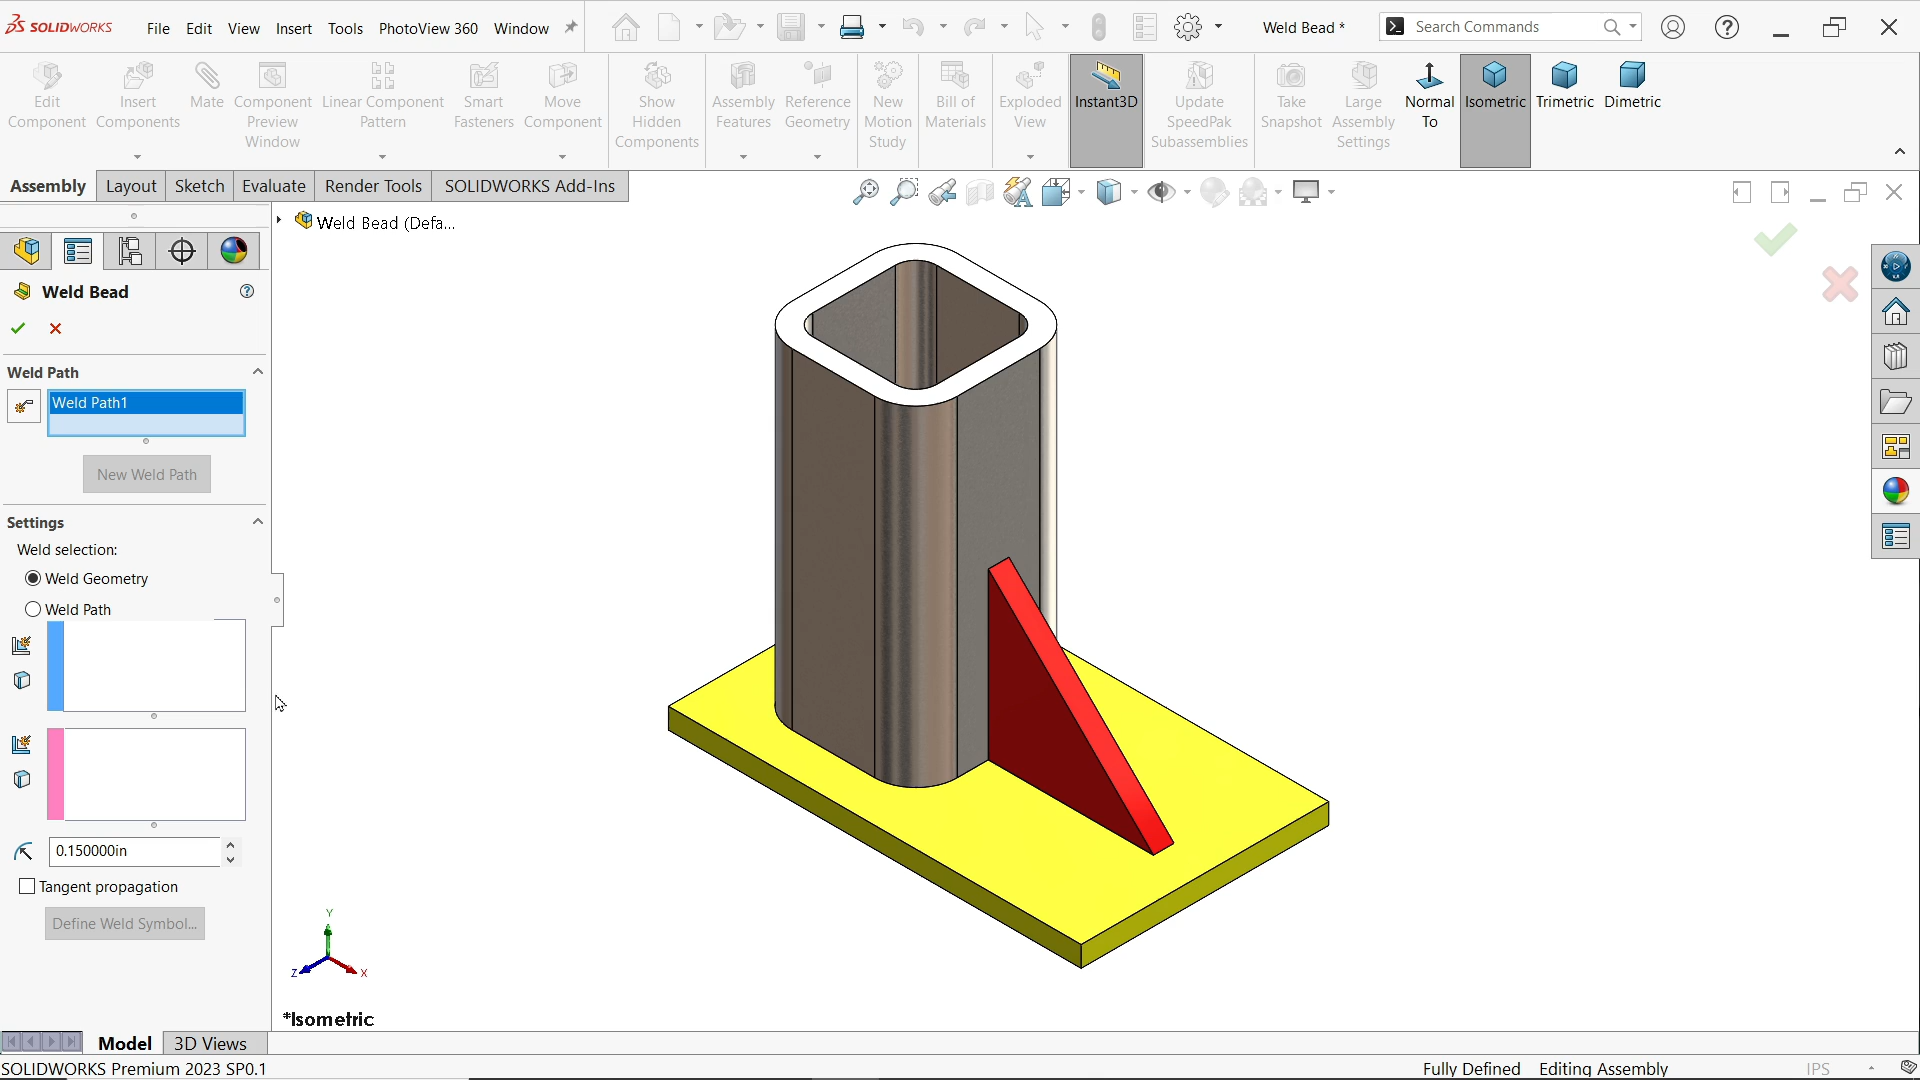 SOLIDWORKS File Edit View Insert Tools PhotoView 360 Window Weld Bead * Search Commands
Edit Component
Insert Components
Mate
Component Preview Window
Linear Component Pattern
Smart Fasteners
Move Component
Show Hidden Components
Assembly Features
Reference Geometry
New Motion Study
Bill of Materials
Exploded View
Instant3D
Update SpeedPak Subassemblies
Take Snapshot
Large Assembly Settings
Normal To
Isometric
Trimetric
Dimetric
Assembly Layout Sketch Evaluate Render Tools SOLIDWORKS Add-Ins
Weld Bead (Defa...
Weld Bead
Weld Path
Weld Path1
New Weld Path
Settings
Weld selection:
Weld Geometry
Weld Path
0.150000in
Tangent propagation
Define Weld Symbol...
Y
Z X
*Isometric
Model 3D Views
SOLIDWORKS Premium 2023 SP0.1 Fully Defined Editing Assembly IPS